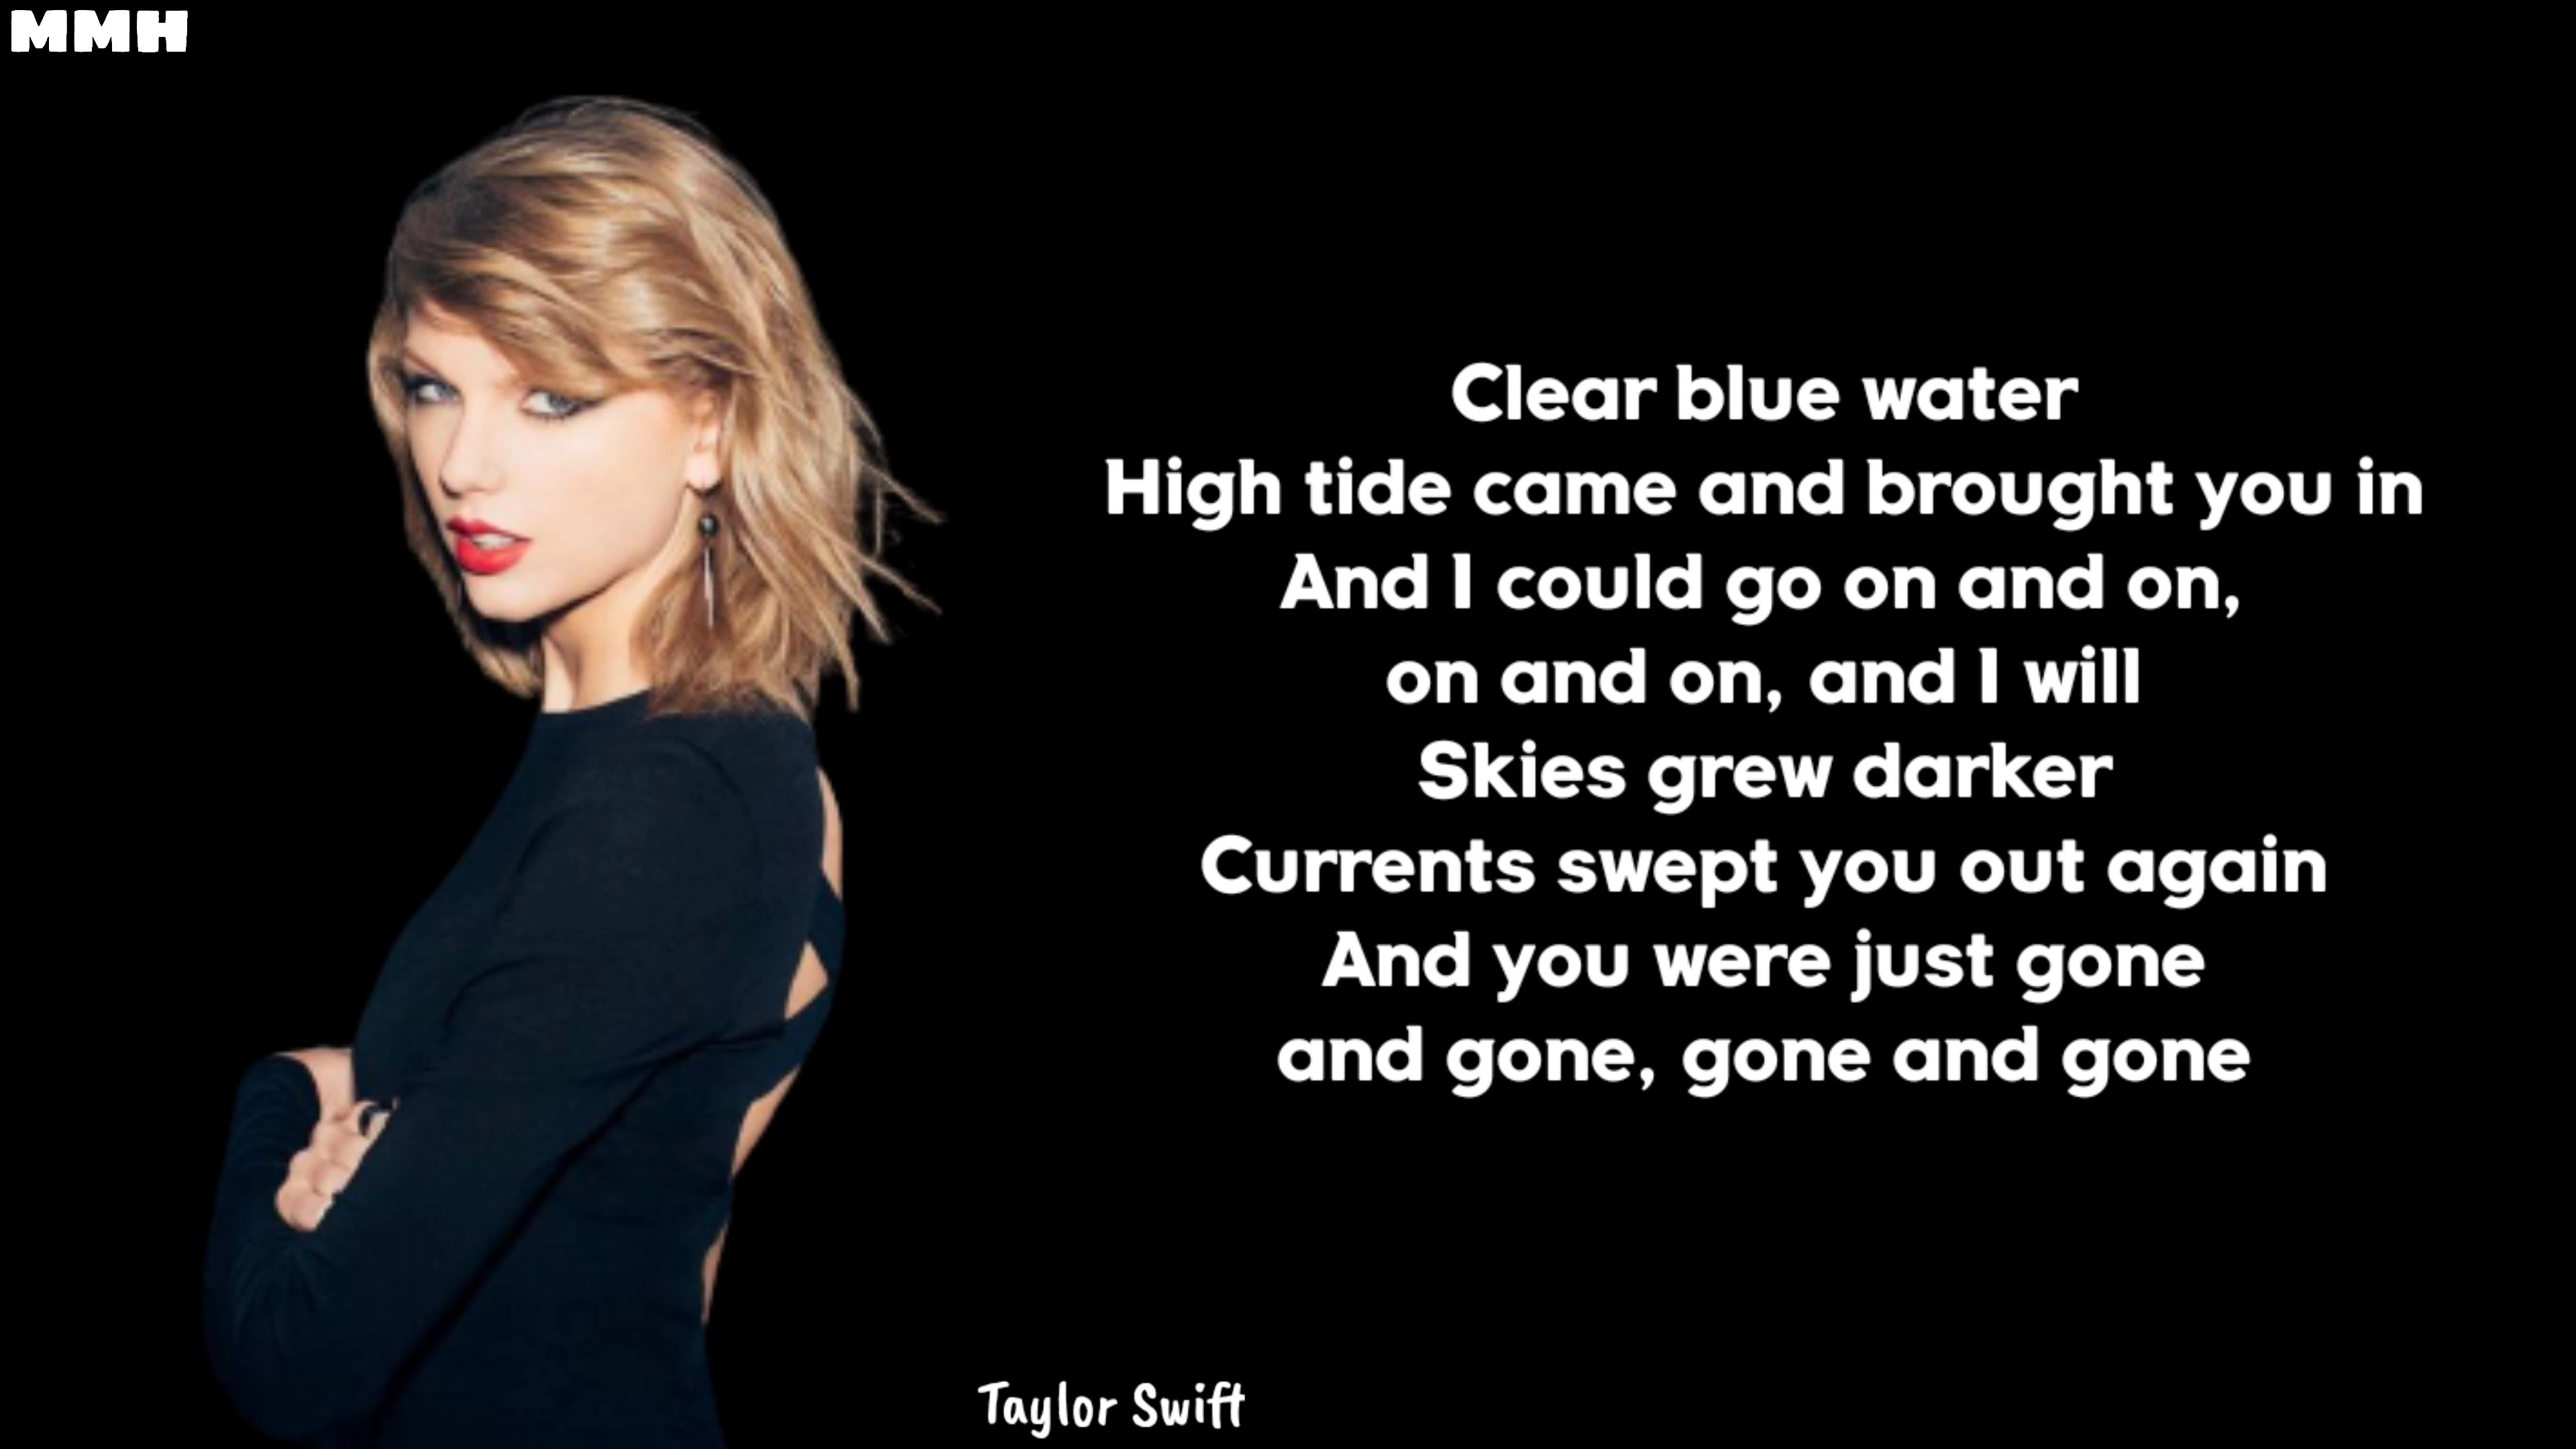 MMH
Clear blue water
High tide came and brought you in
And I could go on and on,
on and on, and I will
Skies grew darker
Currents swept you out again
And you were just gone
and gone, gone and gone
Taylor Swift